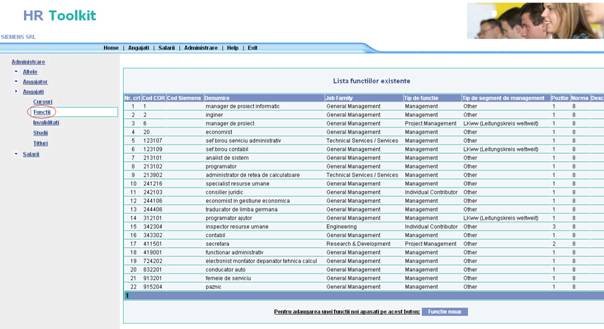 HR Toolkit
SIEMENS SRL
Home | Angajati | Salarii | Administrare | Help | Exit
Administrare
Altele
Angajator
Angajati
Cursuri
Functii
Invaliditati
Studii
Titluri
Salarii
Lista functiilor existente
Nr. crt Cod COR Cod Siemens Denumire Job Family Tip de functie Tip de segment de management Pozitie Norma
1 1 manager de proiect informatic General Management Management Other 1 8
2 2 inginer General Management Management Other 1 8
3 6 manager de proiect General Management Project Management LKww (Leitungskreis weltweit) 1 8
4 20 economist General Management Management Other 1 8
5 123107 sef birou seviciu administrativ Technical Services / Services Management Other 1 8
6 123109 sef birou contabil General Management Management LKww (Leitungskreis weltweit) 1 8
7 213101 analist de sistem General Management Management Other 1 8
8 213102 programator General Management Management Other 1 8
9 213902 administrator de retea de calculatoare Technical Services / Services Management Other 1 8
10 241216 specialist resurse umane General Management Management Other 1 8
11 242103 consilier juridic General Management Individual Contributor Other 1 8
12 244106 economist in gestiune economica General Management Management Other 1 8
13 244408 traducator de limba germana General Management Management Other 1 8
14 312101 programator ajutor General Management Management LKww (Leitungskreis weltweit) 1 8
15 342304 inspector resurse umane Engineering Individual Contributor Other 3 8
16 343302 contabil General Management Management Other 1 8
17 411501 secretara Research & Development Project Management Other 2 8
18 419001 functionar administrativ General Management Management Other 1 8
19 724202 electronist montator depanator tehnica calcul General Management Management Other 1 8
20 832201 conducator auto General Management Management Other 1 8
21 913201 femeie de serviciu General Management Management Other 1 8
22 915204 paznic General Management Management Other 1 8
1
Pentru adaugarea unei functii noi apasati pe acest buton: Functie noua